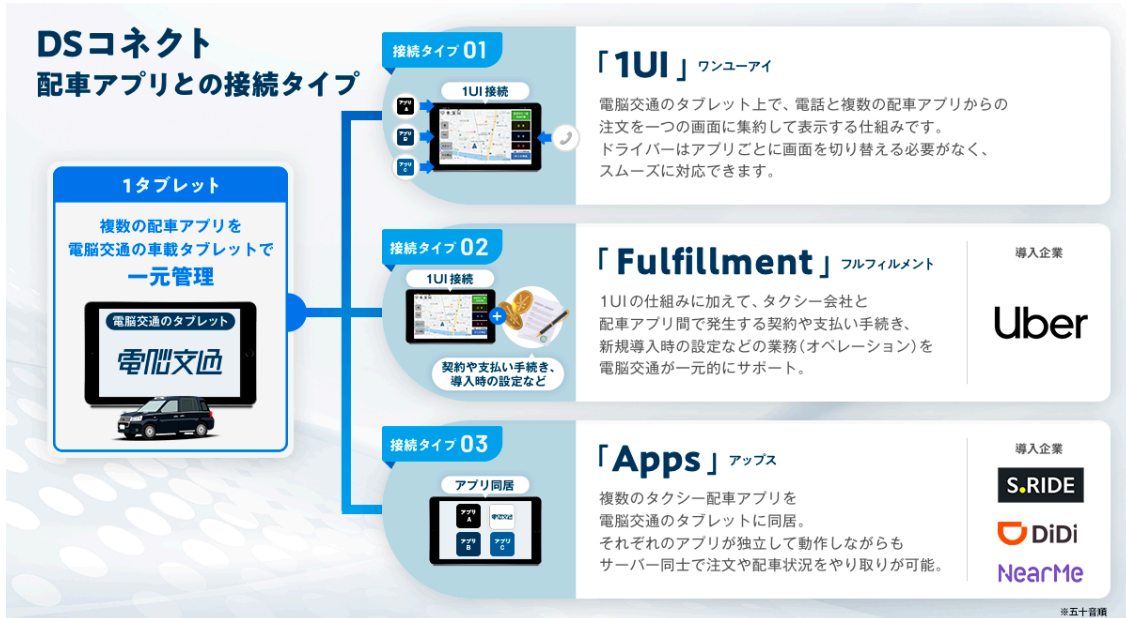 DSコネクト
配車アプリとの接続タイプ
1タブレット
複数の配車アプリを
電脳交通の車載タブレットで
一元管理
電脳交通のタブレット
電脳交通
接続タイプ 01
1UI接続
アプリ
A
アプリ
アプリ
C
「1UI」ワンユーアイ
電脳交通のタブレット上で、電話と複数の配車アプリからの
注文を一つの画面に集約して表示する仕組みです。
ドライバーはアプリごとに画面を切り替える必要がなく、
スムーズに対応できます。
接続タイプ 02
1UI接続
契約や支払い手続き、
導入時の設定など
「Fulfillment」フルフィルメント
1UIの仕組みに加えて、タクシー会社と
配車アプリ間で発生する契約や支払い手続き、
新規導入時の設定などの業務（オペレーション）を
電脳交通が一元的にサポート。
導入企業
Uber
接続タイプ 03
アプリ同居
アプリ
A
電脳交通
アプリ
B
アプリ
C
「Apps」アップス
複数のタクシー配車アプリを
電脳交通のタブレットに同居。
それぞれのアプリが独立して動作しながらも
サーバー同士で注文や配車状況をやり取りが可能。
導入企業
S.RIDE
DiDi
NearMe
※五十音順